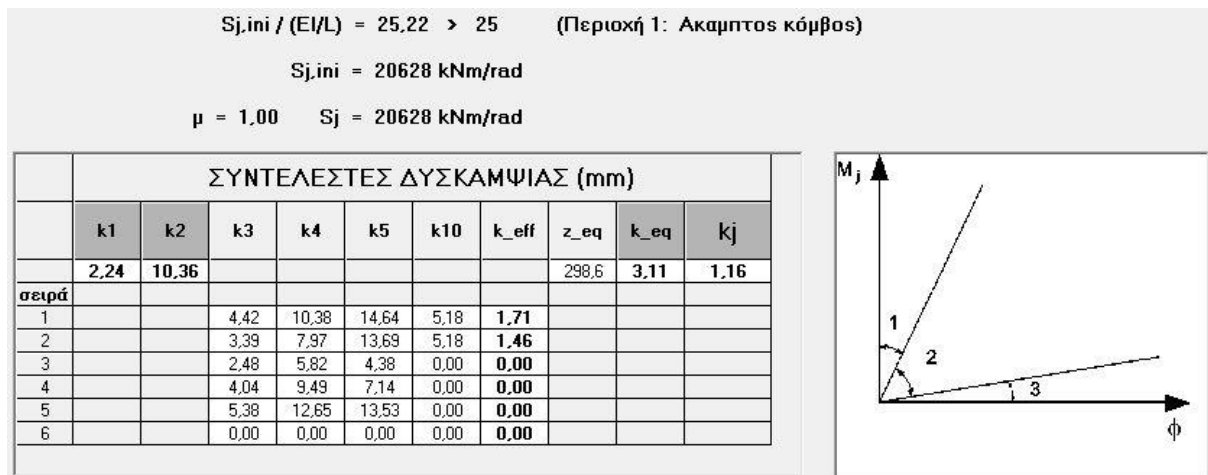 Sj,ini / (EI/L) = 25,22 > 25 (Περιοχή 1: Ακαμπτος κόμβος)
Sj,ini = 20628 kNm/rad
μ = 1,00 Sj = 20628 kNm/rad
ΣΥΝΤΕΛΕΣΤΕΣ ΔΥΣΚΑΜΨΙΑΣ (mm)
k1 k2 k3 k4 k5 k10 k_eff z_eq k_eq kj
2,24 10,36 298,6 3,11 1,16
σειρά
1 4,42 10,38 14,64 5,18 1,71
2 3,39 7,97 13,69 5,18 1,46
3 2,48 5,82 4,38 0,00 0,00
4 4,04 9,49 7,14 0,00 0,00
5 5,38 12,65 13,53 0,00 0,00
6 0,00 0,00 0,00 0,00 0,00
Mj
1
2
3
φ